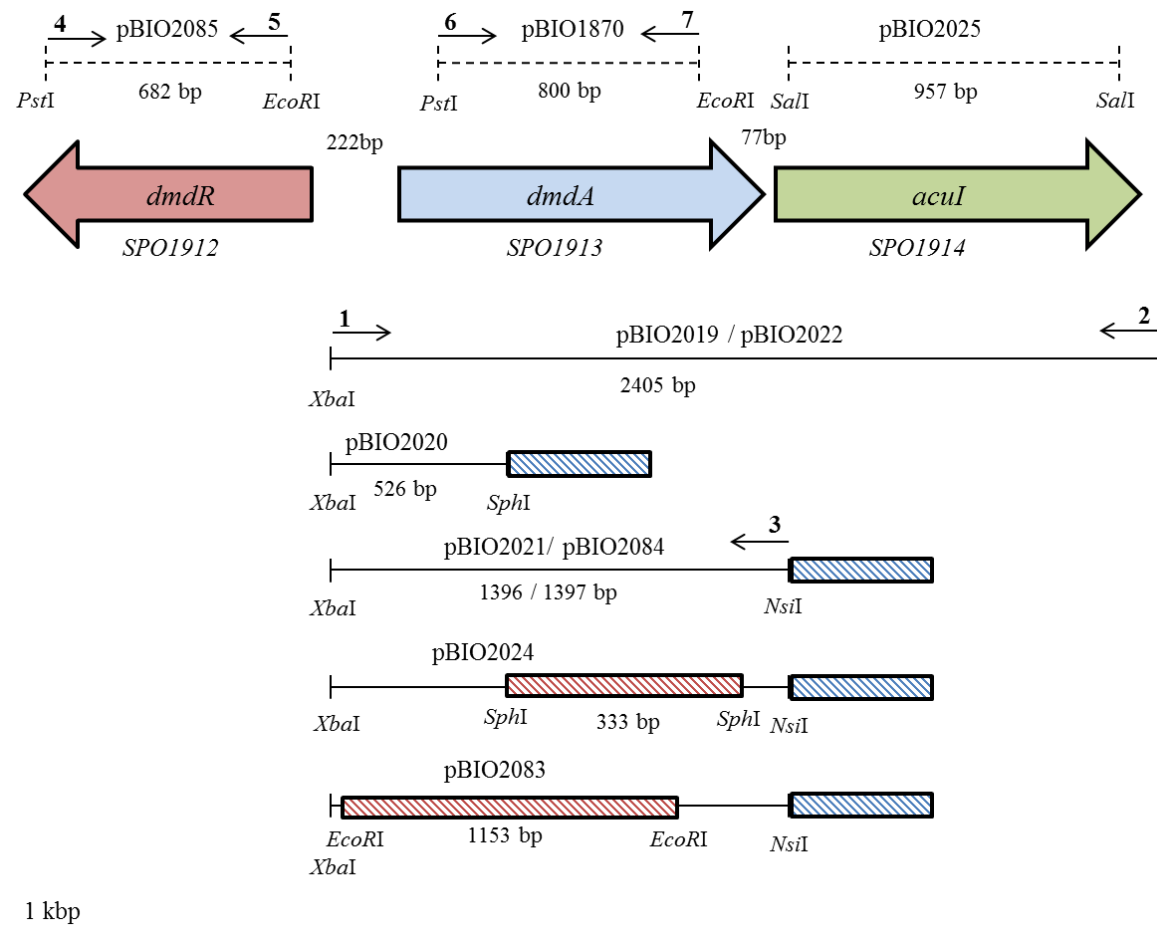 4 pBIO2085 5 6 pBIO1870 7 pBIO2025
PstI 682 bp EcoRI PstI 800 bp EcoRI SalI 957 bp SalI
222bp 77bp
dmdR dmdA acuI
SPO1912 SPO1913 SPO1914
1 pBIO2019 / pBIO2022 2
XbaI 2405 bp
pBIO2020
XbaI 526 bp SphI
pBIO2021/ pBIO2084 3
XbaI 1396 / 1397 bp NsiI
pBIO2024
XbaI SphI 333 bp SphI NsiI
pBIO2083
EcoRI 1153 bp EcoRI NsiI
XbaI
1 kbp